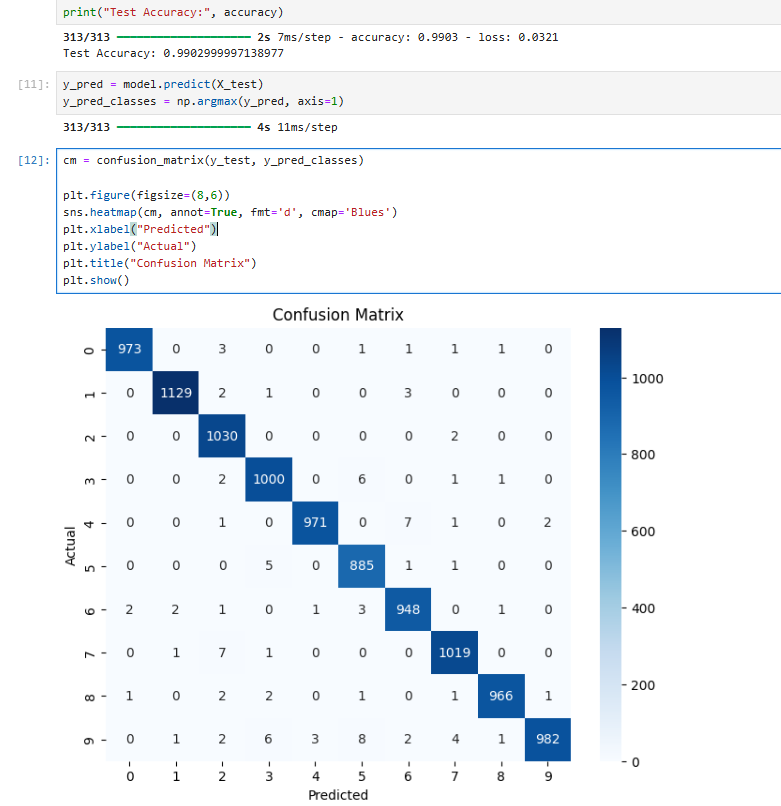 print("Test Accuracy:", accuracy)
313/313 ━━━━━━━━━━━━━━━━━━━━ 2s 7ms/step - accuracy: 0.9903 - loss: 0.0321
Test Accuracy: 0.9902999997138977
[11]: y_pred = model.predict(X_test)
y_pred_classes = np.argmax(y_pred, axis=1)
313/313 ━━━━━━━━━━━━━━━━━━━━ 4s 11ms/step
[12]: cm = confusion_matrix(y_test, y_pred_classes)
plt.figure(figsize=(8,6))
sns.heatmap(cm, annot=True, fmt='d', cmap='Blues')
plt.xlabel("Predicted")
plt.ylabel("Actual")
plt.title("Confusion Matrix")
plt.show()
Confusion Matrix
0 973 0 3 0 0 1 1 1 1 0
1 0 1129 2 1 0 0 3 0 0 0
2 0 0 1030 0 0 0 0 2 0 0
3 0 0 2 1000 0 6 0 1 1 0
4 0 0 1 0 971 0 7 1 0 2
5 0 0 0 5 0 885 1 1 0 0
6 2 2 1 0 1 3 948 0 1 0
7 0 1 7 1 0 0 0 1019 0 0
8 1 0 2 2 0 1 0 1 966 1
9 0 1 2 6 3 8 2 4 1 982
0 1 2 3 4 5 6 7 8 9
Predicted
Actual
1000
800
600
400
200
0